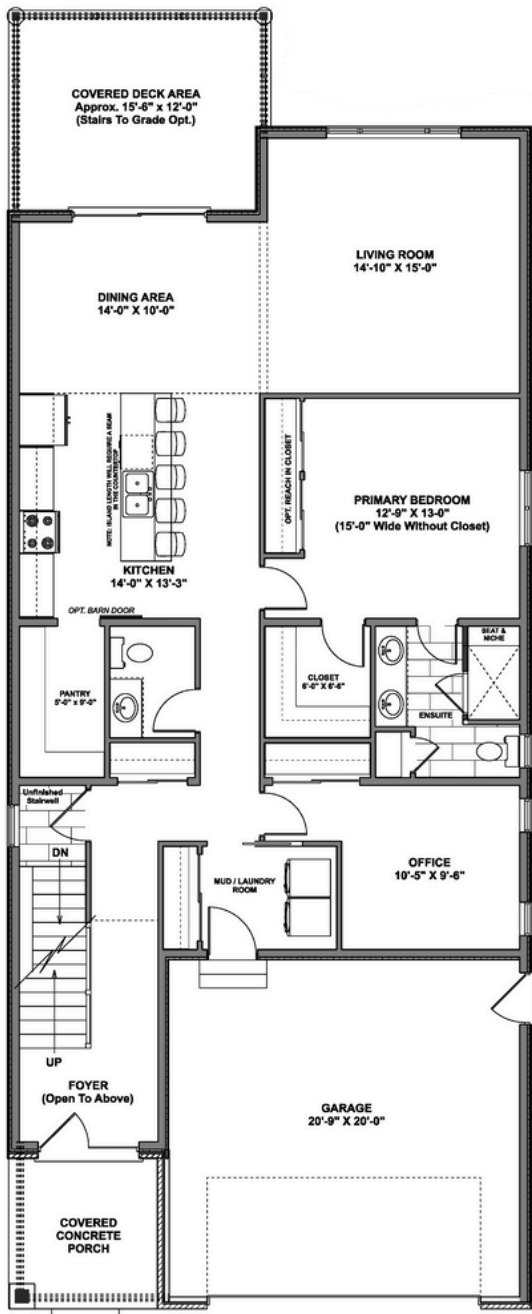 COVERED DECK AREA
Approx. 15'-6" x 12'-0"
(Stairs To Grade Opt.)
LIVING ROOM
14'-10" X 15'-0"
DINING AREA
14'-0" X 10'-0"
NOTE: ISLAND LENGTH WILL REQUIRE A SEAM
IN THE COUNTERTOP
OPT. REACH IN CLOSET
PRIMARY BEDROOM
12'-9" X 13'-0"
(15'-0" Wide Without Closet)
KITCHEN
14'-0" X 13'-3"
OPT. BARN DOOR
SEAT &
NICHE
PANTRY
5'-0" x 9'-0"
CLOSET
6'-0" X 6'-6"
ENSUITE
Unfinished
Stairwell
DN
MUD / LAUNDRY
ROOM
OFFICE
10'-5" X 9'-6"
UP
FOYER
(Open To Above)
GARAGE
20'-9" X 20'-0"
COVERED
CONCRETE
PORCH